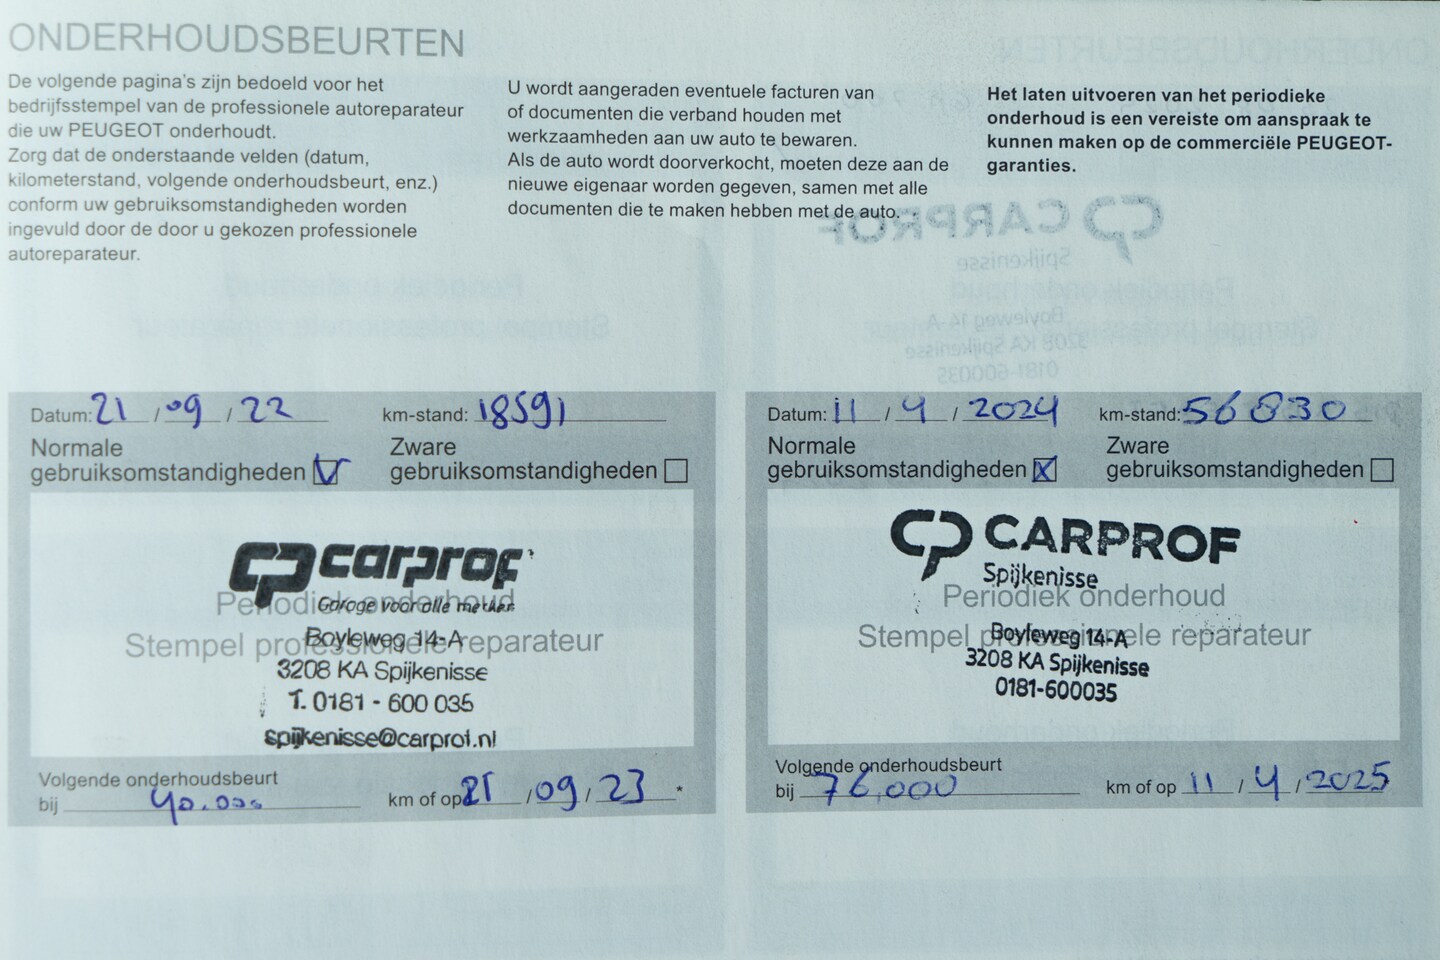 ONDERHOUDSBEURTEN
De volgende pagina's zijn bedoeld voor het
bedrijfsstempel van de professionele autoreparateur
die uw PEUGEOT onderhoudt.
Zorg dat de onderstaande velden (datum,
kilometerstand, volgende onderhoudsbeurt, enz.)
conform uw gebruiksomstandigheden worden
ingevuld door de door u gekozen professionele
autoreparateur.
U wordt aangeraden eventuele facturen van
of documenten die verband houden met
werkzaamheden aan uw auto te bewaren.
Als de auto wordt doorverkocht, moeten deze aan de
nieuwe eigenaar worden gegeven, samen met alle
documenten die te maken hebben met de auto.
Het laten uitvoeren van het periodieke
onderhoud is een vereiste om aanspraak te
kunnen maken op de commerciële PEUGEOT-
garanties.
Datum: 21 / 09 / 22 km-stand: 18591
Normale
gebruiksomstandigheden
Zware
gebruiksomstandigheden
CP carprof
Periodiek onderhoud
Garage voor alle merken
Stempel professionele reparateur
Boyleweg 14-A
3208 KA Spijkenisse
T. 0181 - 600 035
spijkenisse@carprof.nl
Volgende onderhoudsbeurt
bij 40.000 km of op 21 / 09 / 23 *
Datum: 11 / 4 / 2024 km-stand: 56830
Normale
gebruiksomstandigheden
Zware
gebruiksomstandigheden
CP CARPROF
Spijkenisse
Periodiek onderhoud
Stempel professionele reparateur
Boyleweg 14-A
3208 KA Spijkenisse
0181-600035
Volgende onderhoudsbeurt
bij 76,000 km of op 11 / 4 / 2025